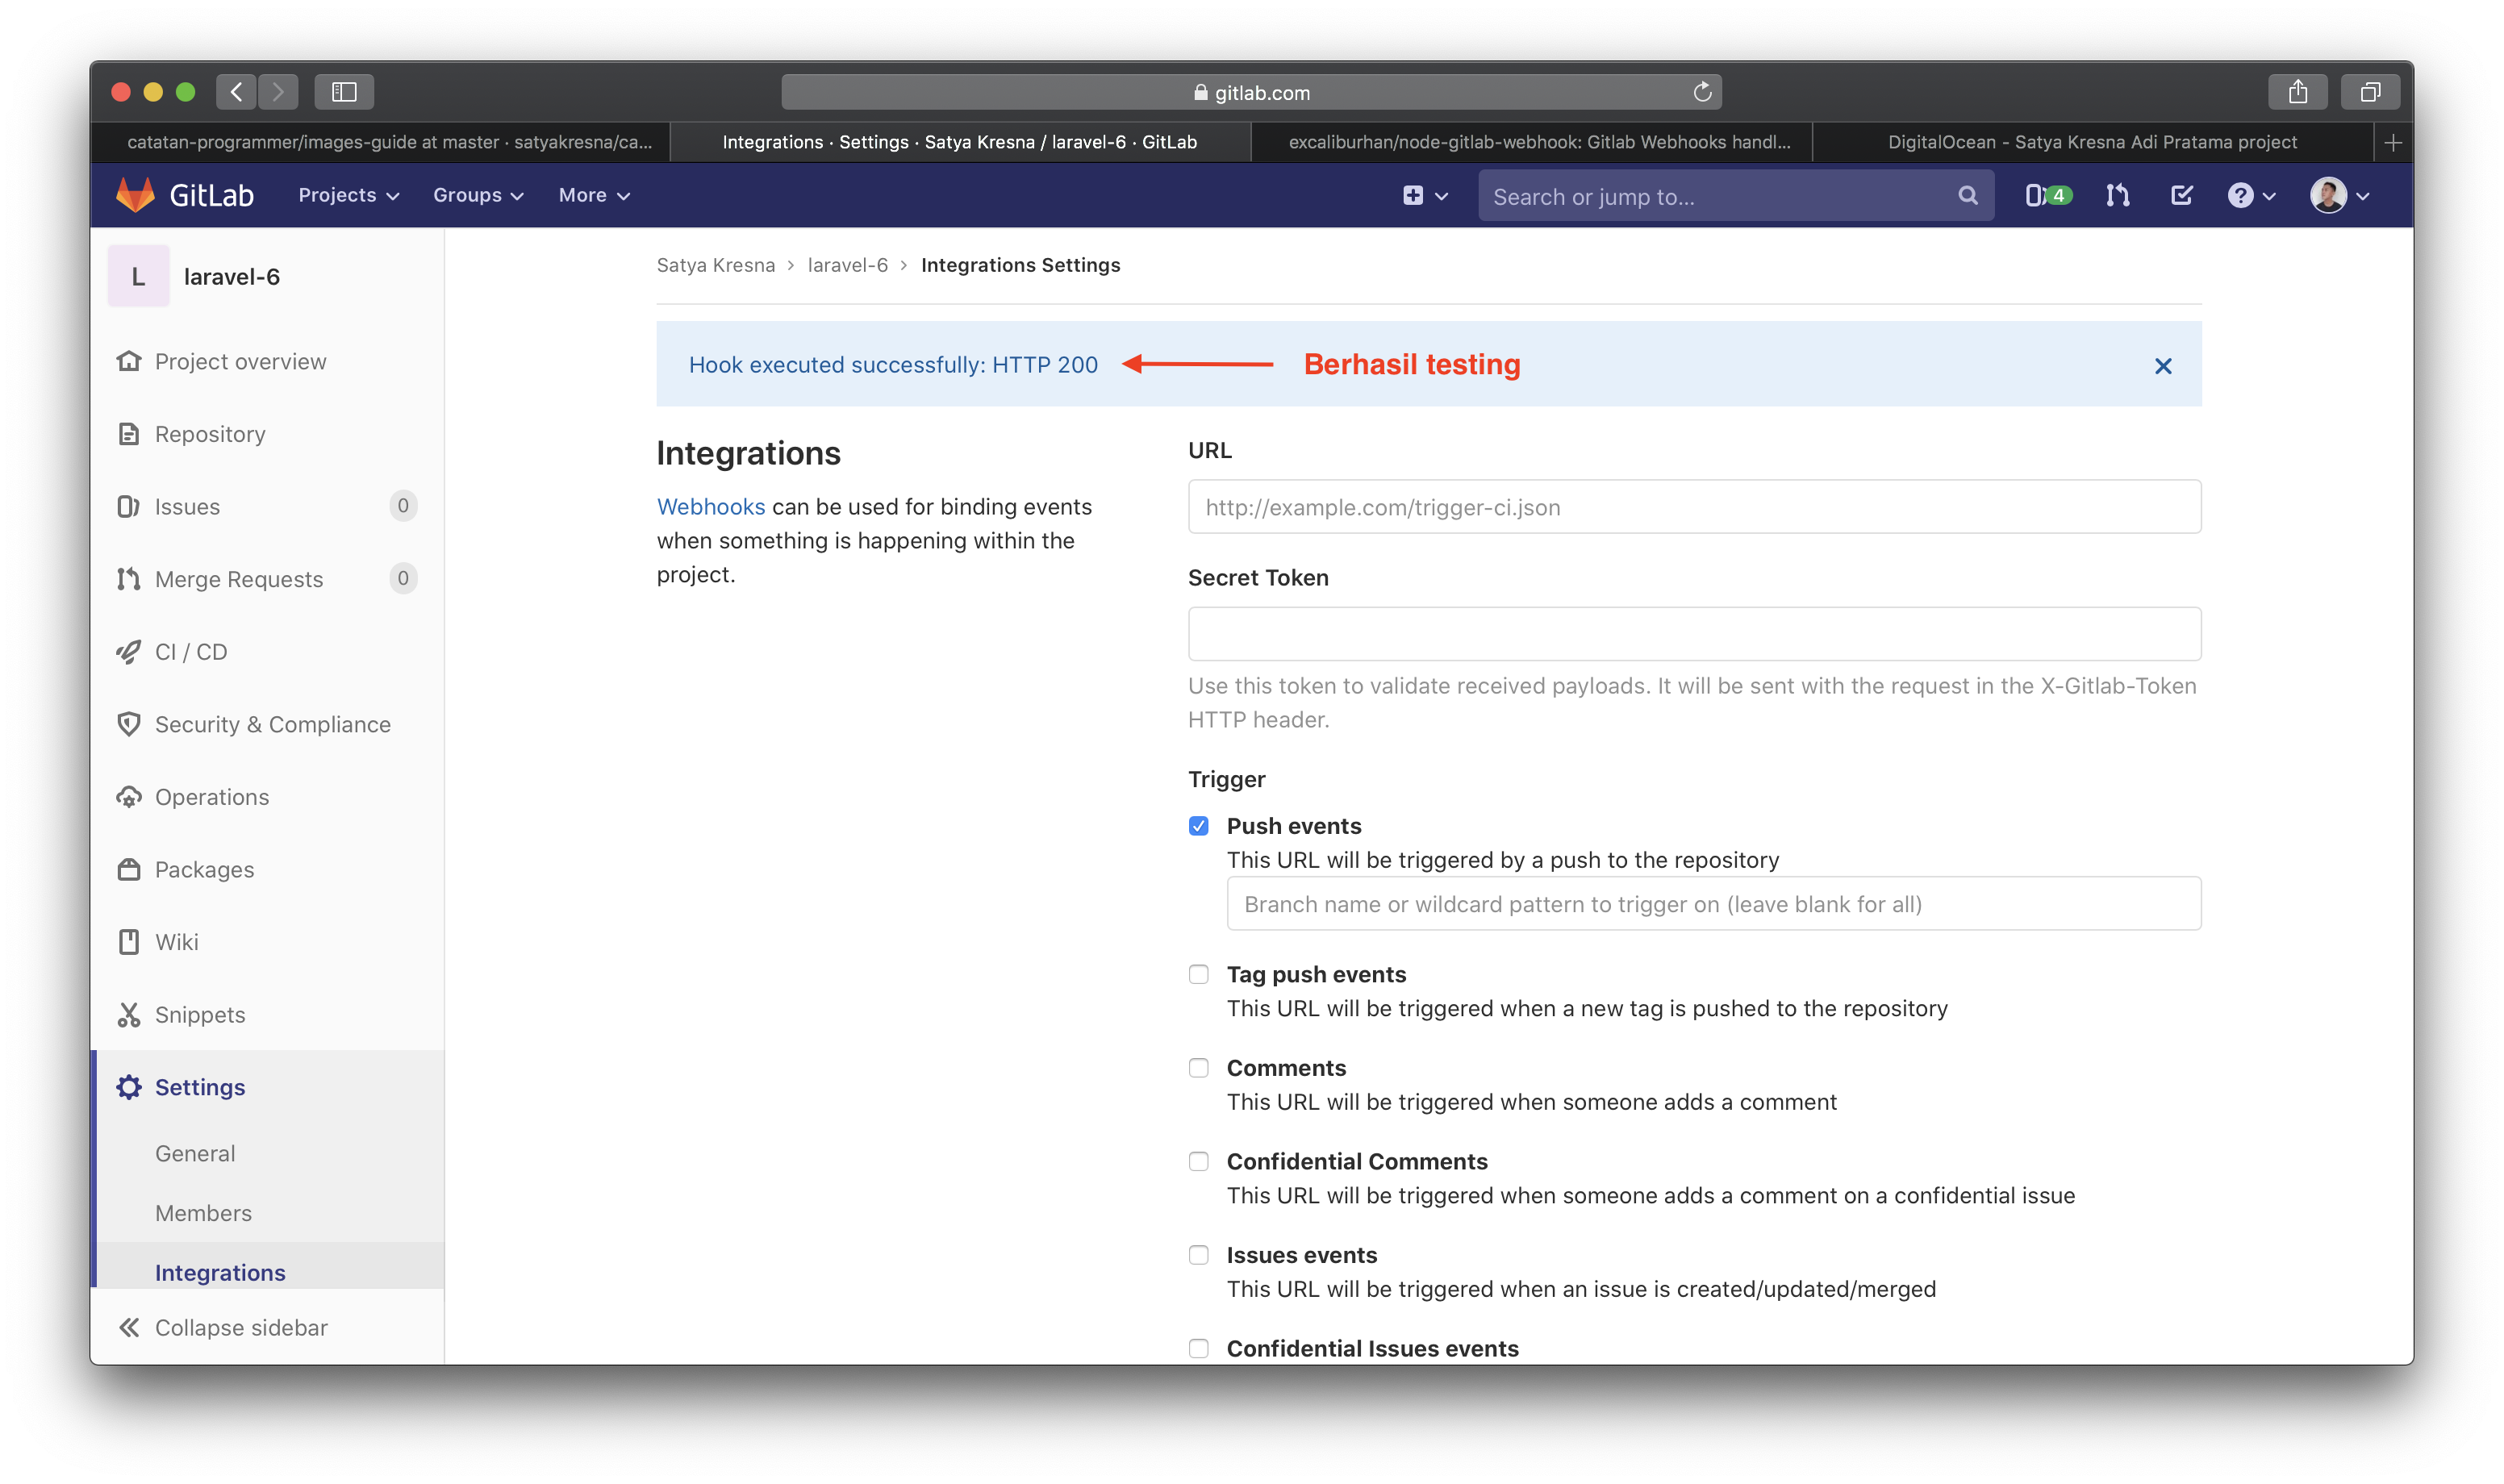 gitlab.com
catatan-programmer/images-guide at master · satyakresna/ca...
Integrations · Settings · Satya Kresna / laravel-6 · GitLab
excaliburhan/node-gitlab-webhook: Gitlab Webhooks handl...
DigitalOcean - Satya Kresna Adi Pratama project
GitLab
Projects
Groups
More
Search or jump to...
4
L
laravel-6
Project overview
Repository
Issues
0
Merge Requests
0
CI / CD
Security & Compliance
Operations
Packages
Wiki
Snippets
Settings
General
Members
Integrations
Collapse sidebar
Satya Kresna > laravel-6 > Integrations Settings
Hook executed successfully: HTTP 200
Berhasil testing
Integrations
Webhooks can be used for binding events
when something is happening within the
project.
URL
http://example.com/trigger-ci.json
Secret Token
Use this token to validate received payloads. It will be sent with the request in the X-Gitlab-Token
HTTP header.
Trigger
Push events
This URL will be triggered by a push to the repository
Branch name or wildcard pattern to trigger on (leave blank for all)
Tag push events
This URL will be triggered when a new tag is pushed to the repository
Comments
This URL will be triggered when someone adds a comment
Confidential Comments
This URL will be triggered when someone adds a comment on a confidential issue
Issues events
This URL will be triggered when an issue is created/updated/merged
Confidential Issues events